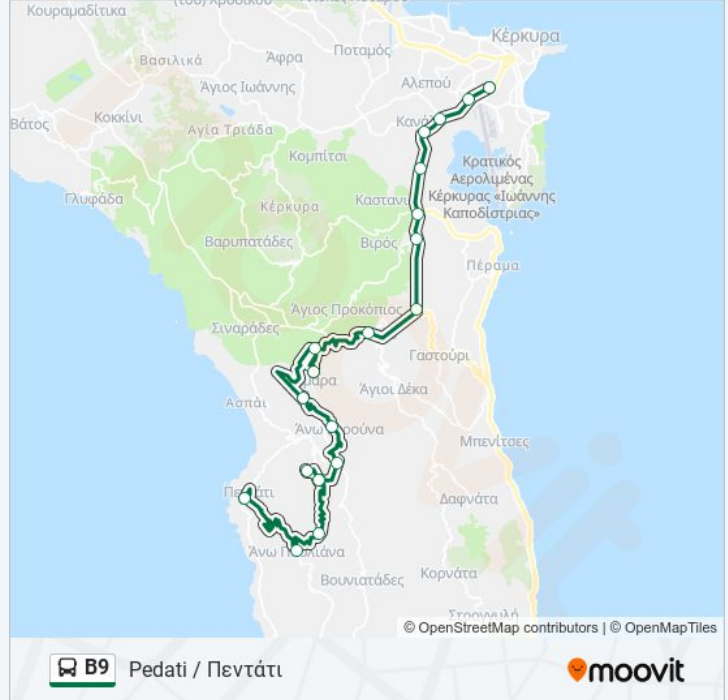 Κουραμαδίτικα
Κέρκυρα
Ποταμός
Βασιλικά
Άφρα
Αλεπού
Άγιος Ιωάννης
Κοκκίνι
Βάτος
Αγία Τριάδα
Κομπίτσι
Κρατικός
Αερολιμένας
Κέρκυρας «Ιωάννης
Καποδίστριας»
Γλυφάδα
Κέρκυρα
Βαρυπατάδες
Βιρός
Πέραμα
Άγιος Προκόπιος
Σιναράδες
Γαστούρι
Άγιοι Δέκα
Ασπάι
Μπενίτσες
Δαφνάτα
Κορνάτα
Βουνιατάδες
Στρογγυλή
© OpenStreetMap contributors | © OpenMapTiles
B9 Pedati / Πεντάτι
moovit